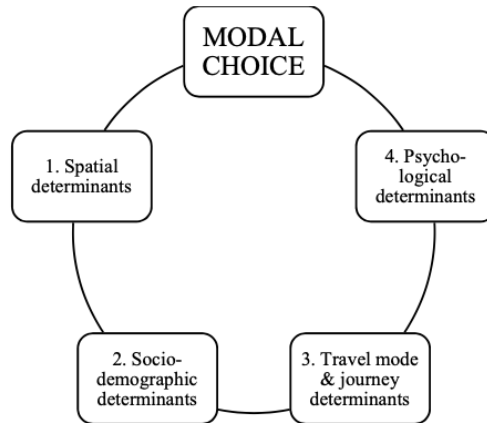 MODAL
CHOICE
1. Spatial
determinants
4. Psycho-
logical
determinants
2. Socio-
demographic
determinants
3. Travel mode
& journey
determinants